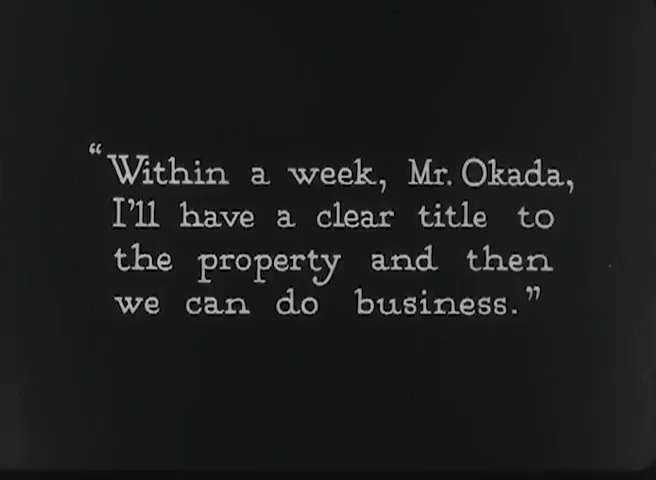 “Within a week, Mr. Okada,
I’ll have a clear title to
the property and then
we can do business.”